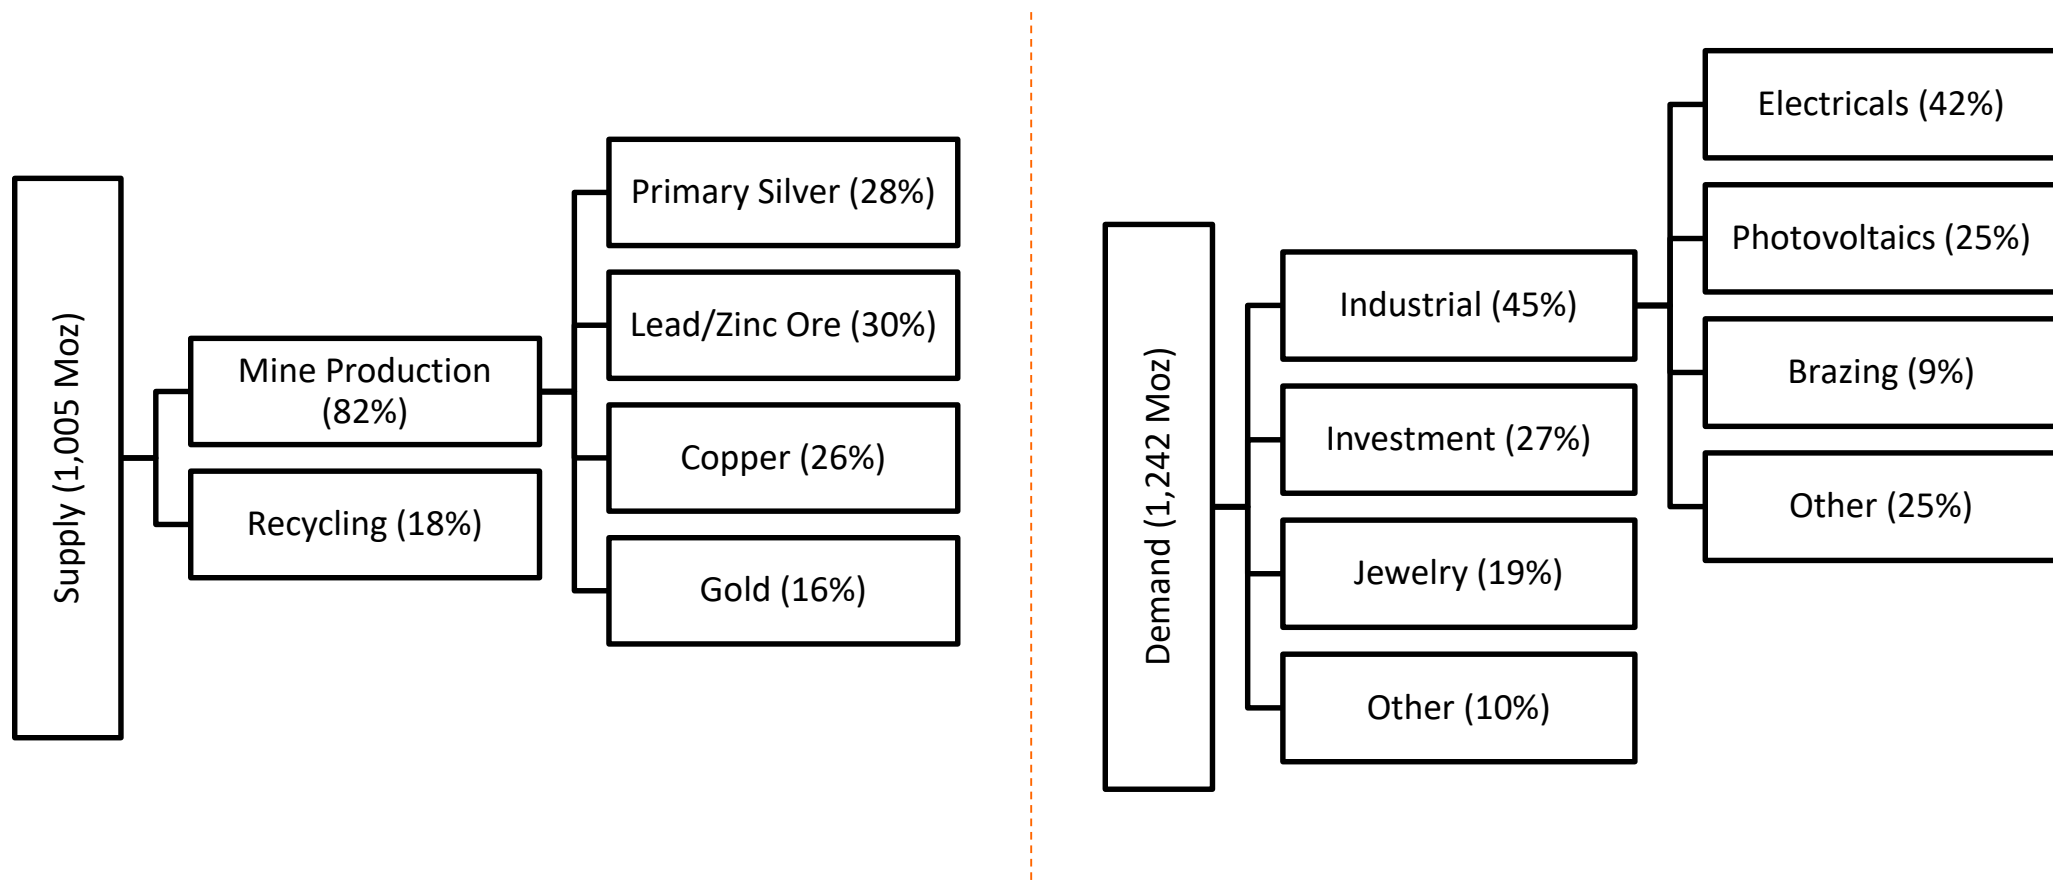 Supply (1,005 Moz)
Mine Production
(82%)
Recycling (18%)
Primary Silver (28%)
Lead/Zinc Ore (30%)
Copper (26%)
Gold (16%)
Demand (1,242 Moz)
Industrial (45%)
Investment (27%)
Jewelry (19%)
Other (10%)
Electricals (42%)
Photovoltaics (25%)
Brazing (9%)
Other (25%)